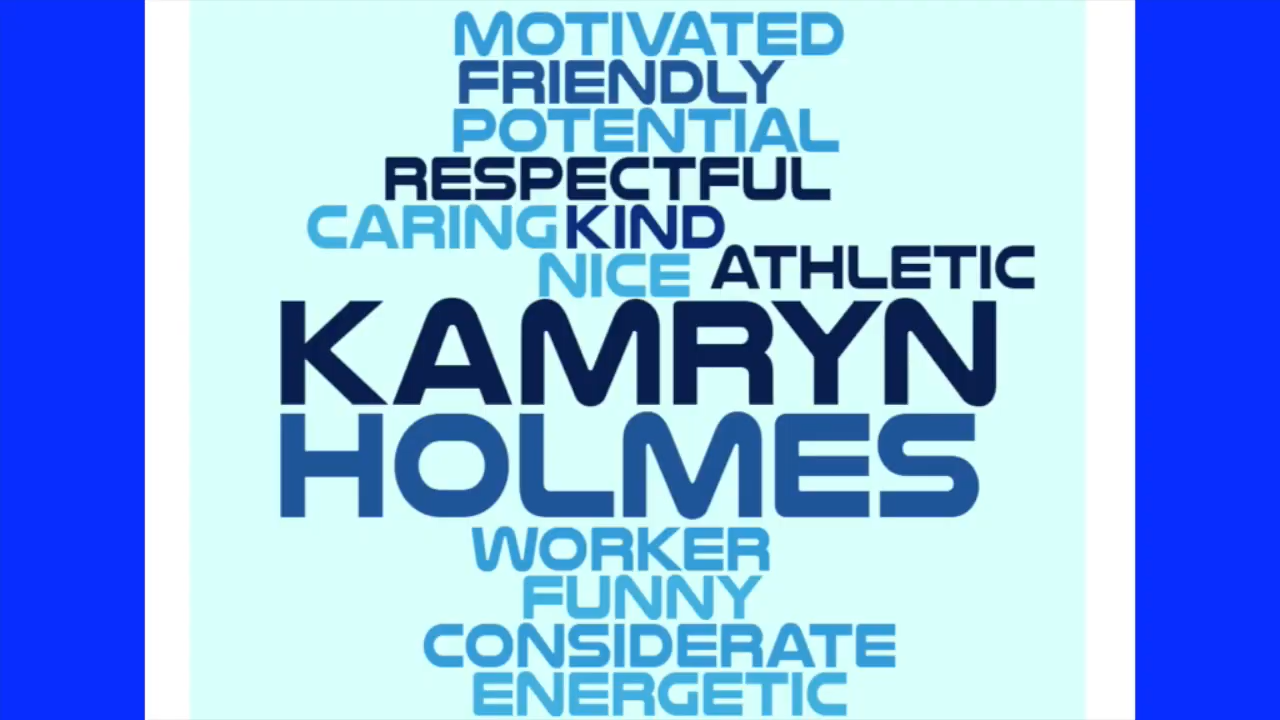 MOTIVATED
FRIENDLY
POTENTIAL
RESPECTFUL
CARING KIND
NICE ATHLETIC
KAMRYN
HOLMES
WORKER
FUNNY
CONSIDERATE
ENERGETIC